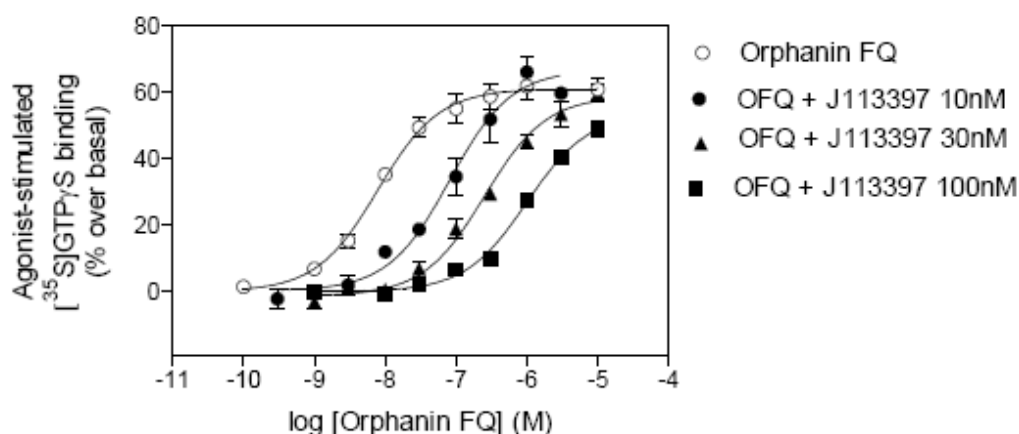 80
60
40
20
0
Agonist-stimulated
[³⁵S]GTPγS binding
(% over basal)
-11 -10 -9 -8 -7 -6 -5 -4
log [Orphanin FQ] (M)
Orphanin FQ
OFQ + J113397 10nM
OFQ + J113397 30nM
OFQ + J113397 100nM